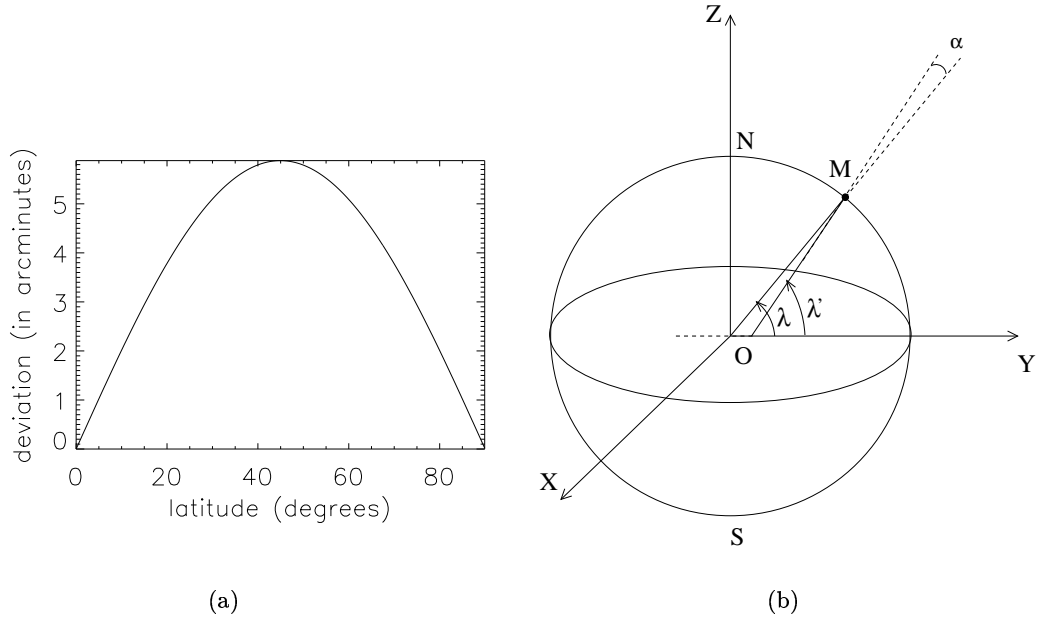 deviation (in arcminutes)
5
4
3
2
1
0
0 20 40 60 80
latitude (degrees)
(a)
Z
α
N
M
λ λ’
O
Y
X
S
(b)